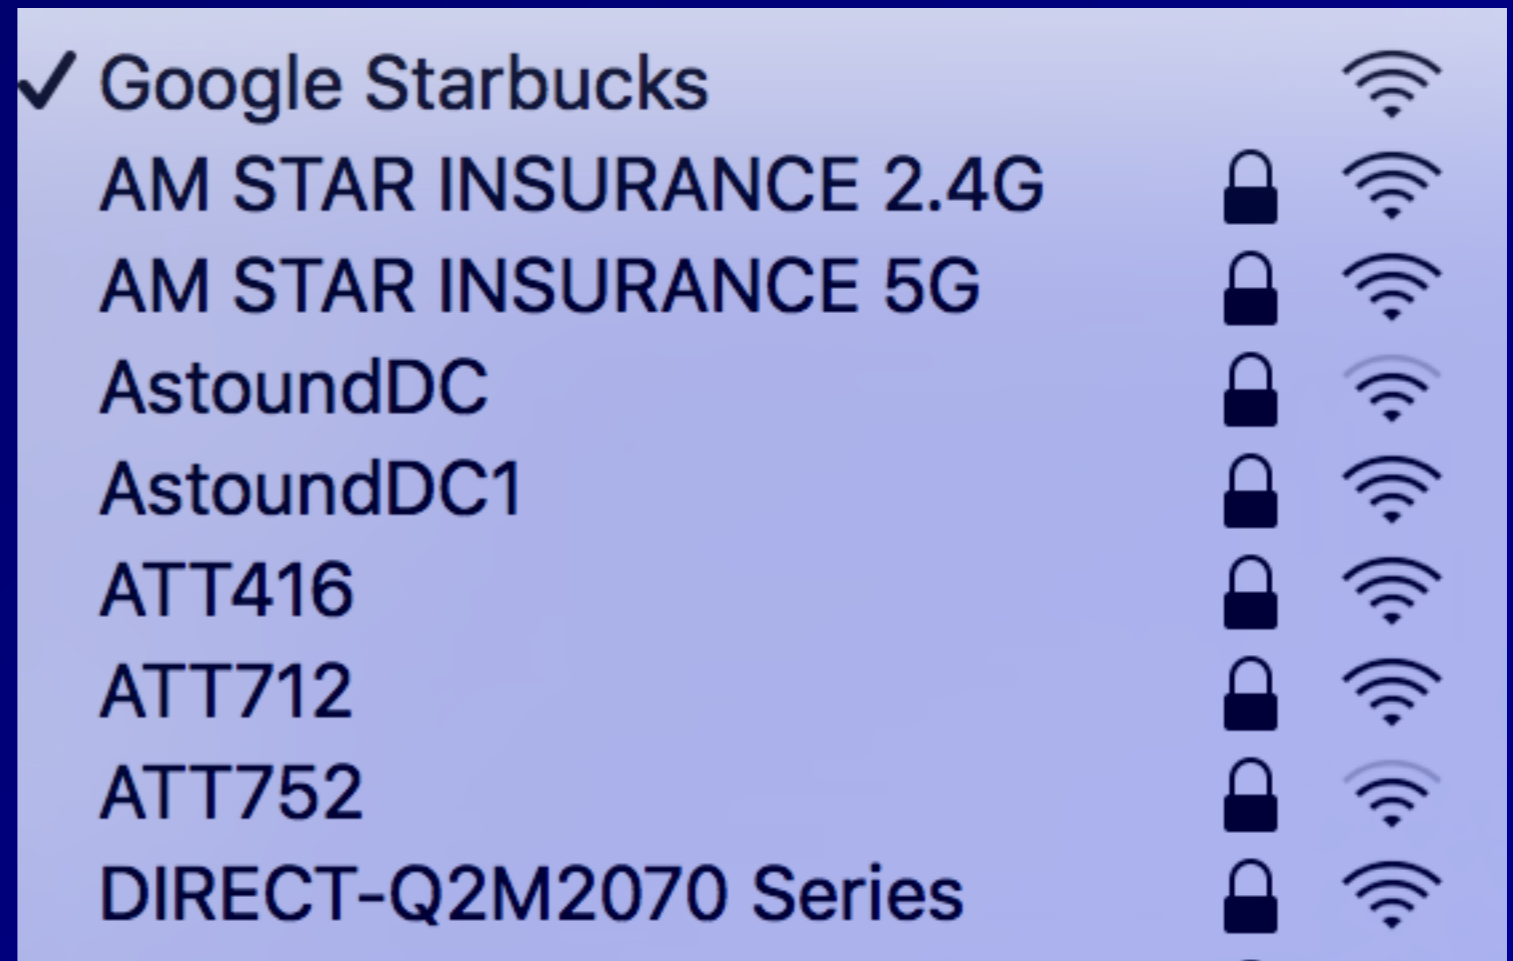 Google Starbucks
AM STAR INSURANCE 2.4G
AM STAR INSURANCE 5G
AstoundDC
AstoundDC1
ATT416
ATT712
ATT752
DIRECT-Q2M2070 Series